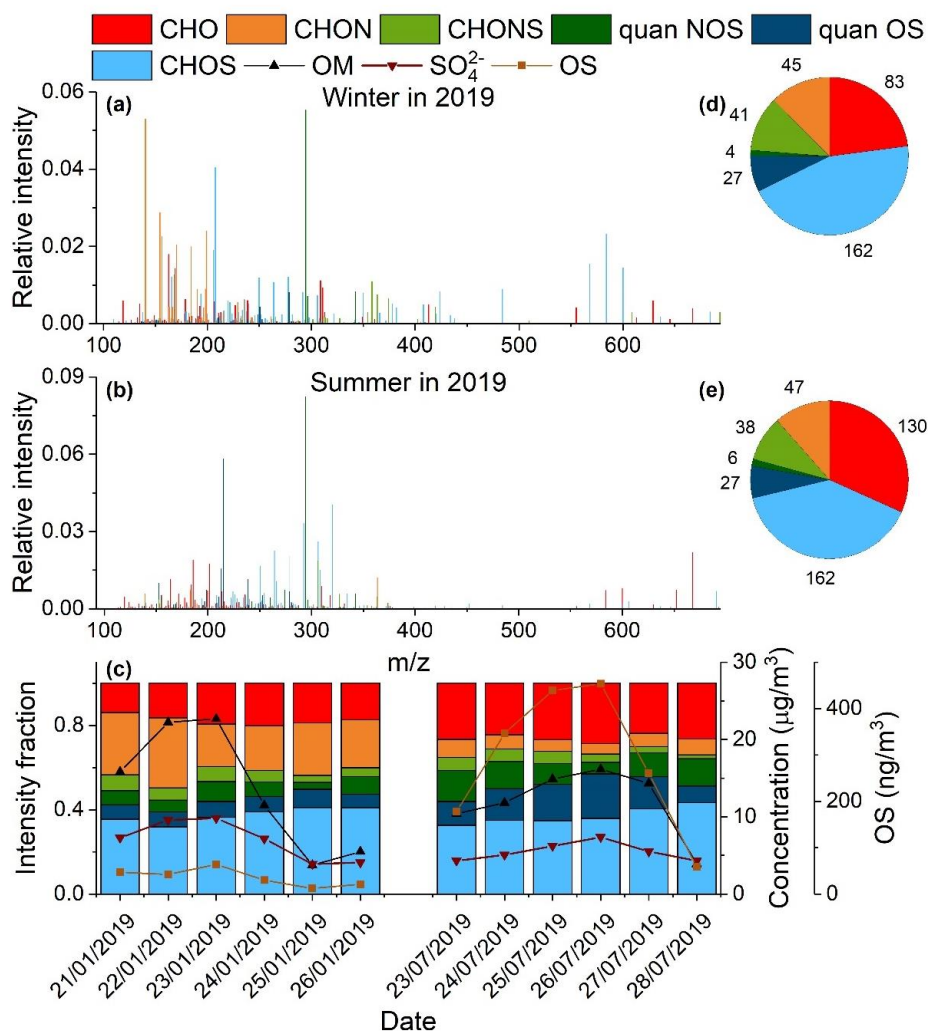 CHO CHON CHONS quan NOS quan OS
CHOS OM SO₄²⁻ OS
(a) Winter in 2019
Relative intensity
0.06
0.04
0.02
0.00
100 200 300 400 500 600
(d)
45 83
41
4
27
162
(b) Summer in 2019
Relative intensity
0.09
0.06
0.03
0.00
100 200 300 400 500 600
m/z
(e)
47
38 130
6
27
162
(c)
Intensity fraction
0.8
0.4
0.0
30
20
10
0
Concentration (μg/m³)
400
200
0
OS (ng/m³)
21/01/2019
22/01/2019
23/01/2019
24/01/2019
25/01/2019
26/01/2019
23/07/2019
24/07/2019
25/07/2019
26/07/2019
27/07/2019
28/07/2019
Date